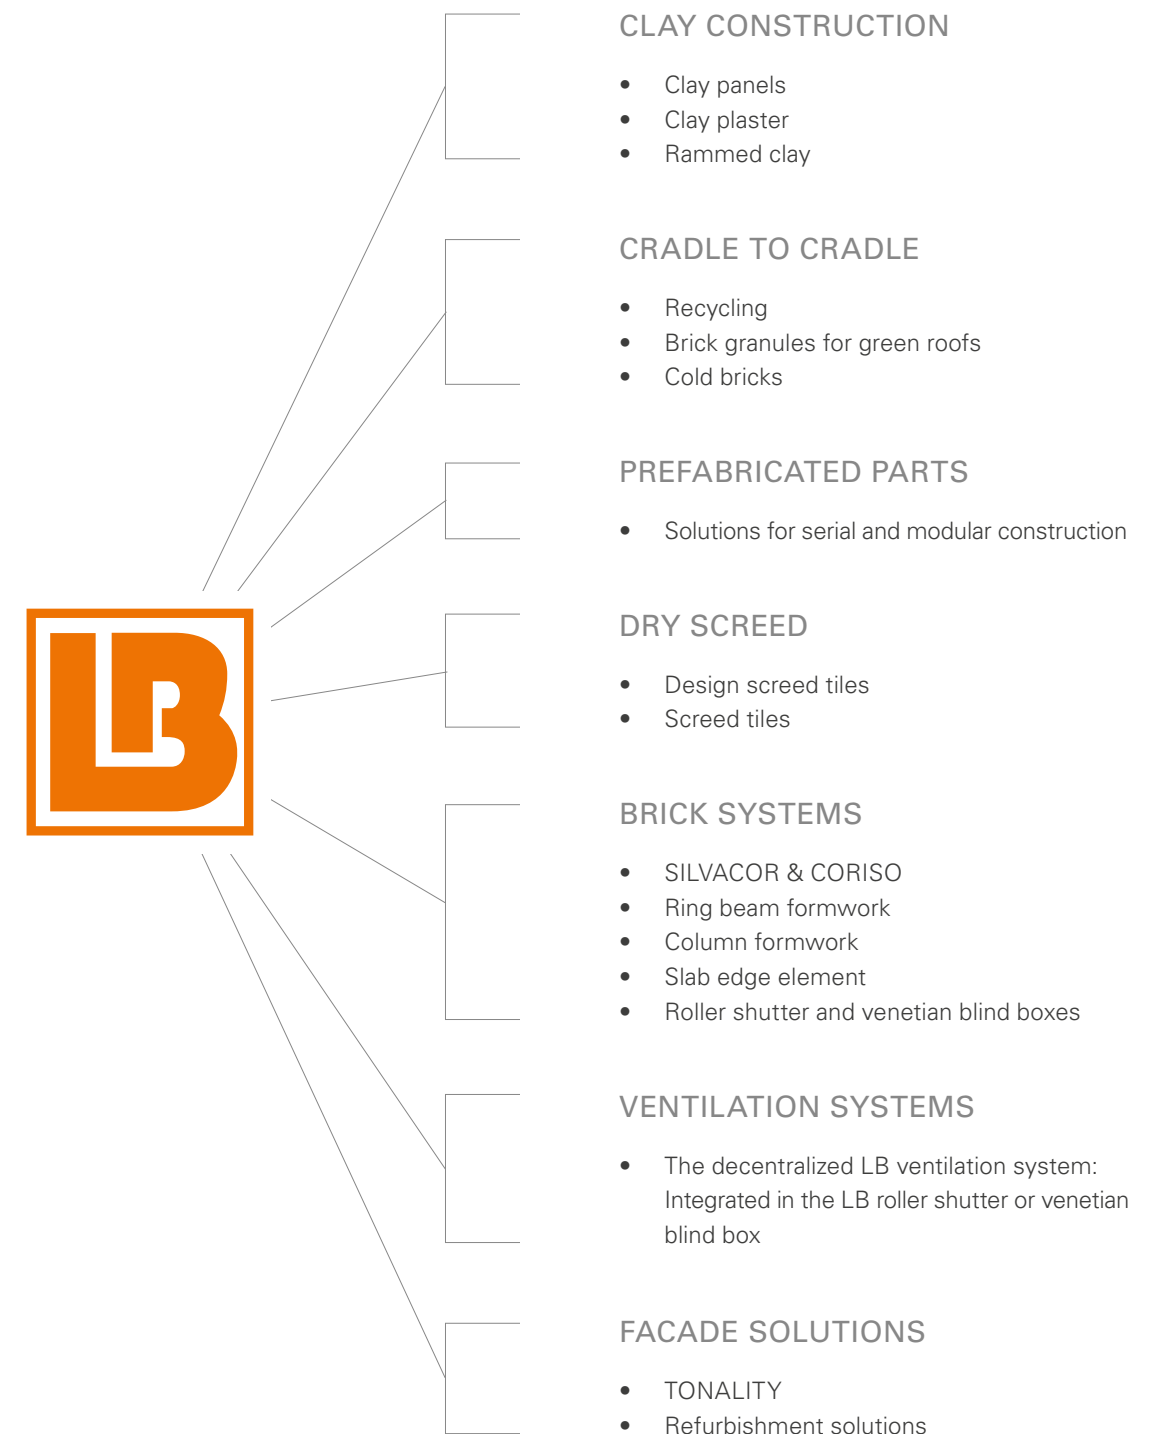 CLAY CONSTRUCTION
• Clay panels
• Clay plaster
• Rammed clay
CRADLE TO CRADLE
• Recycling
• Brick granules for green roofs
• Cold bricks
PREFABRICATED PARTS
• Solutions for serial and modular construction
LB
DRY SCREED
• Design screed tiles
• Screed tiles
BRICK SYSTEMS
• SILVACOR & CORISO
• Ring beam formwork
• Column formwork
• Slab edge element
• Roller shutter and venetian blind boxes
VENTILATION SYSTEMS
• The decentralized LB ventilation system:
Integrated in the LB roller shutter or venetian
blind box
FACADE SOLUTIONS
• TONALITY
• Refurbishment solutions